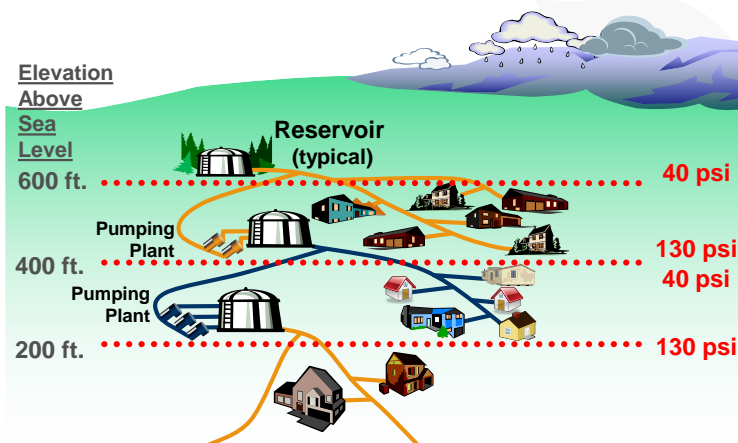 Elevation
Above
Sea
Level
Reservoir
(typical)
600 ft.
40 psi
Pumping
Plant
130 psi
400 ft.
40 psi
Pumping
Plant
200 ft.
130 psi